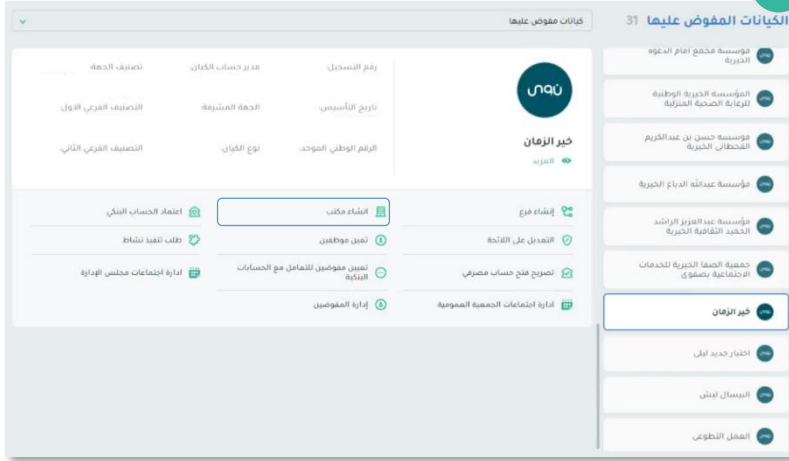 الكيانات المفوض عليها 31
كيانات مفوض عليها
مؤسسة مجمع امام الدعوة
الخيرية
المؤسسة الخيرية الوطنية
للرعاية الصحية المنزلية
مؤسسة حسن بن عبدالكريم
القحطاني الخيرية
مؤسسة عبدالله الدباغ الخيرية
مؤسسة عبدالعزيز الراشد
الحميد الثقافية الخيرية
جمعية الصفا الخيرية للخدمات
الاجتماعية بصفوى
خير الزمان
اختبار جديد ليلى
البيسال ليش
العمل التطوعي
نوى
خير الزمان
المزيد
رقم التسجيل:
مدير حساب الكيان:
تصنيف الجهة:
تاريخ التأسيس:
الجهة المشرفة:
التصنيف الفرعي الاول:
الرقم الوطني الموحد:
نوع الكيان:
التصنيف الفرعي الثاني:
إنشاء فرع
انشاء مكتب
اعتماد الحساب البنكي
التعديل على اللائحة
تعين موظفين
طلب تنفيذ نشاط
تصريح فتح حساب مصرفي
تعيين مفوضين للتعامل مع الحسابات
البنكية
ادارة اجتماعات مجلس الإدارة
ادارة اجتماعات الجمعية العمومية
إدارة المفوضين